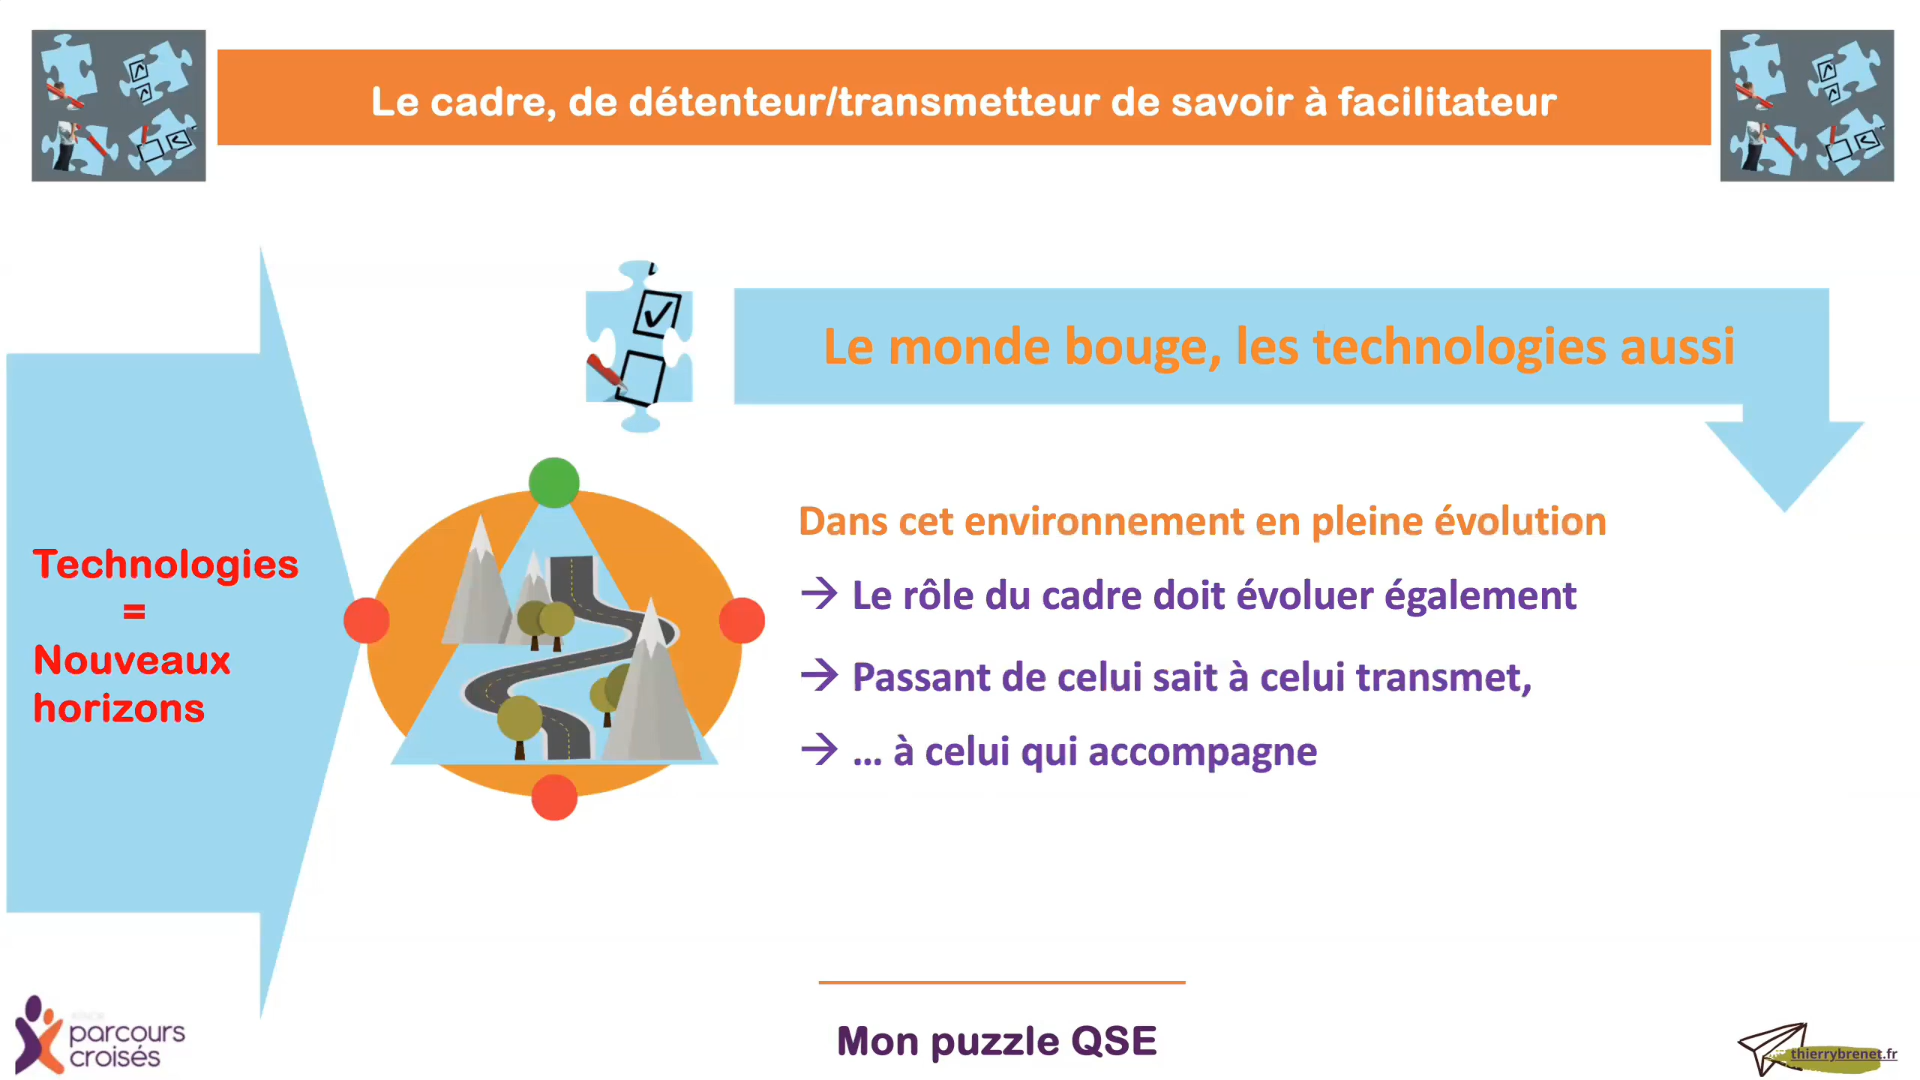 Le cadre, de détenteur/transmetteur de savoir à facilitateur
Le monde bouge, les technologies aussi
Technologies
=
Nouveaux
horizons
Dans cet environnement en pleine évolution
→ Le rôle du cadre doit évoluer également
→ Passant de celui sait à celui transmet,
→ ... à celui qui accompagne
parcours
croisés
Mon puzzle QSE
thierrybrenet.fr